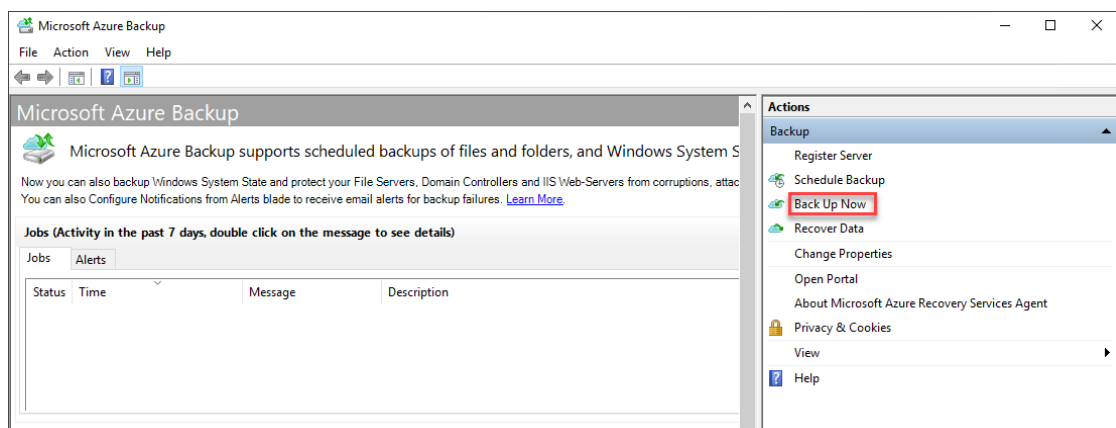 Microsoft Azure Backup
File Action View Help
Microsoft Azure Backup
Microsoft Azure Backup supports scheduled backups of files and folders, and Windows System S
Now you can also backup Windows System State and protect your File Servers, Domain Controllers and IIS Web-Servers from corruptions, attac
You can also Configure Notifications from Alerts blade to receive email alerts for backup failures. Learn More.
Jobs (Activity in the past 7 days, double click on the message to see details)
Jobs Alerts
Status Time Message Description
Actions
Backup
Register Server
Schedule Backup
Back Up Now
Recover Data
Change Properties
Open Portal
About Microsoft Azure Recovery Services Agent
Privacy & Cookies
View
Help